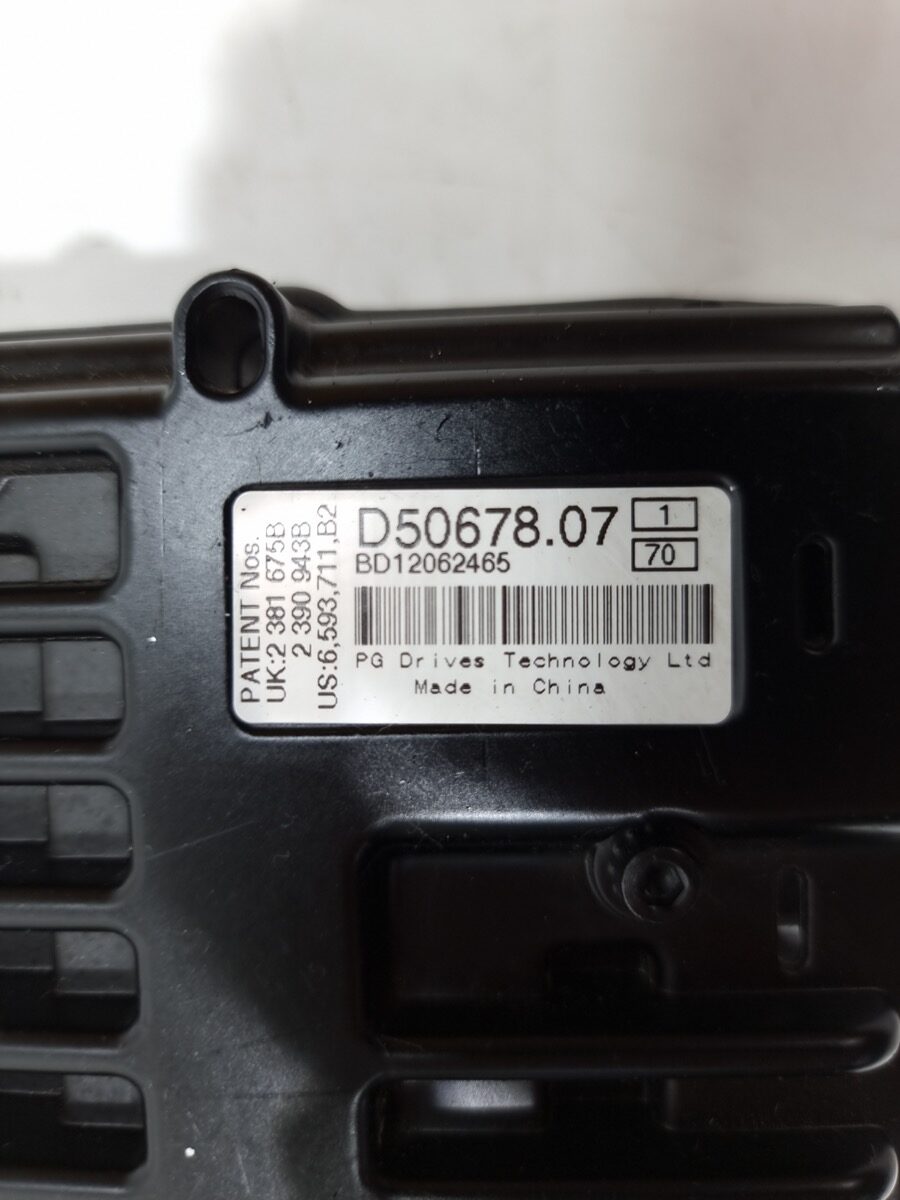 PATENT Nos.
UK:2 381 675B
2 390 943B
US:6,593,711,B2
D50678.07
1
BD12062465
70
PG Drives Technology Ltd
Made in China